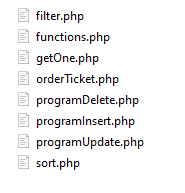 filter.php
functions.php
getOne.php
orderTicket.php
programDelete.php
programInsert.php
programUpdate.php
sort.php